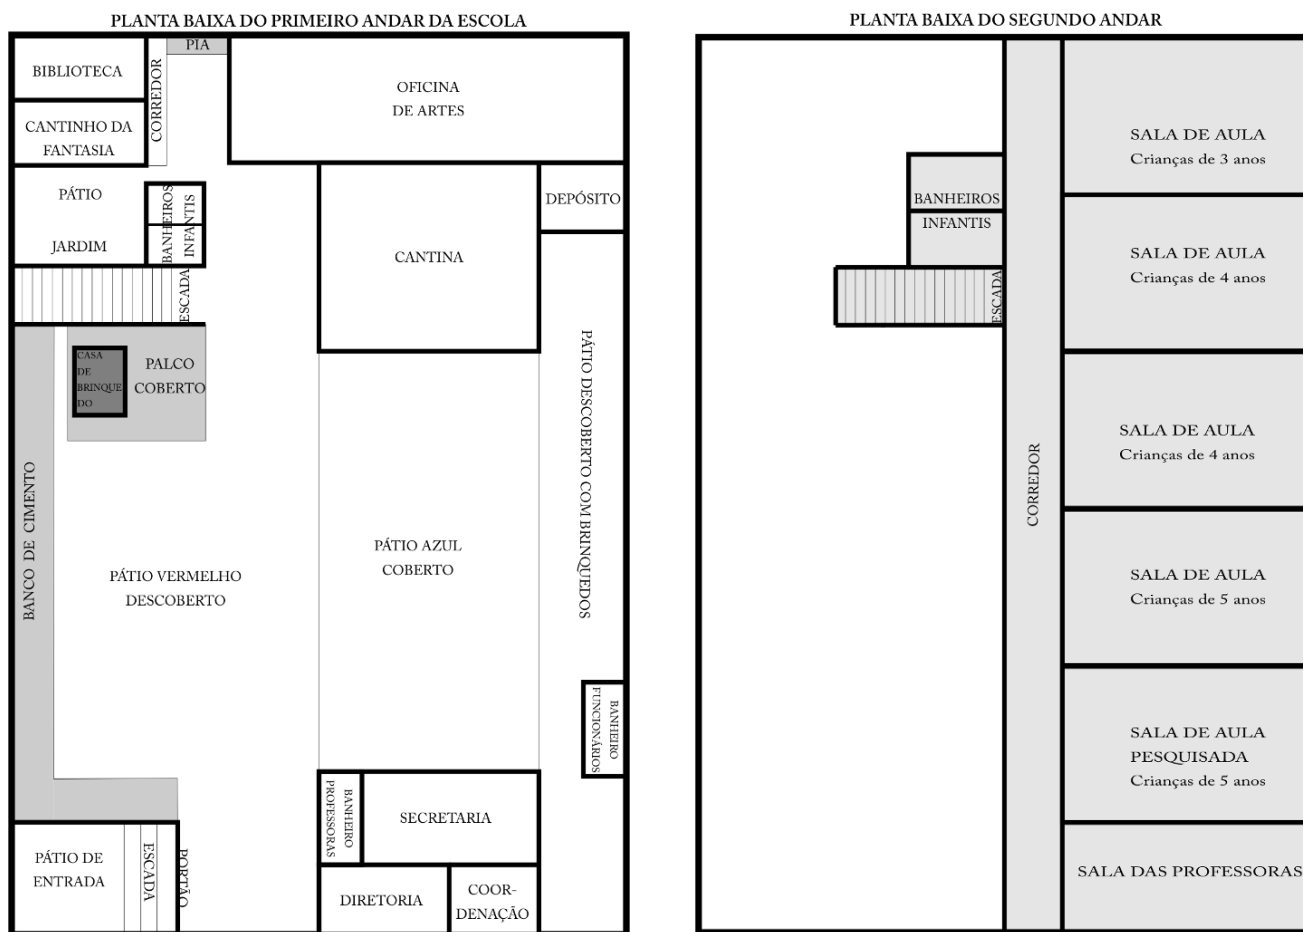 PLANTA BAIXA DO PRIMEIRO ANDAR DA ESCOLA
PIA
BIBLIOTECA
CORREDOR
OFICINA
DE ARTES
CANTINHO DA
FANTASIA
PÁTIO
JARDIM
BANHEIROS
INFANTIS
DEPÓSITO
CANTINA
ESCADA
CASA
DE
BRINQUE
DO
PALCO
COBERTO
BANCO DE CIMENTO
PÁTIO VERMELHO
DESCOBERTO
PÁTIO AZUL
COBERTO
PÁTIO DESCOBERTO COM BRINQUEDOS
BANHEIRO
FUNCIONÁRIOS
BANHEIRO
PROFESSORAS
SECRETARIA
PÁTIO DE
ENTRADA
ESCADA
PORTÃO
DIRETORIA
COOR-
DENAÇÃO
PLANTA BAIXA DO SEGUNDO ANDAR
SALA DE AULA
Crianças de 3 anos
BANHEIROS
INFANTIS
SALA DE AULA
Crianças de 4 anos
ESCADA
CORREDOR
SALA DE AULA
Crianças de 4 anos
SALA DE AULA
Crianças de 5 anos
SALA DE AULA
PESQUISADA
Crianças de 5 anos
SALA DAS PROFESSORAS